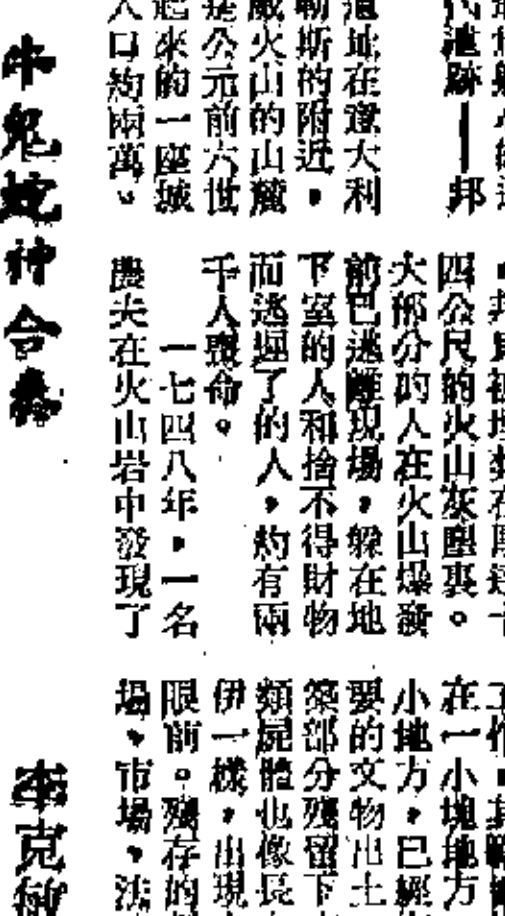 代遺跡——邦
遺址在意大利
勒斯的附近，
威火山的山麓
是公元前六世
起來的一座城
人口約兩萬。
四公尺的火山灰塵裏。
大部分的人在火山爆發
前已逃離現場，躲在地
下室的人和捨不得財物
而逃遲了的人，約有兩
千人喪命。
一七四八年，一名
農夫在火山岩中發現了
在一小塊地方
小地方，已經
要的文物出土
築部分殘留下
類屍體也像長
伊一樣，出現
眼前。殘存的
場，市場，法
牛鬼蛇神合
李克